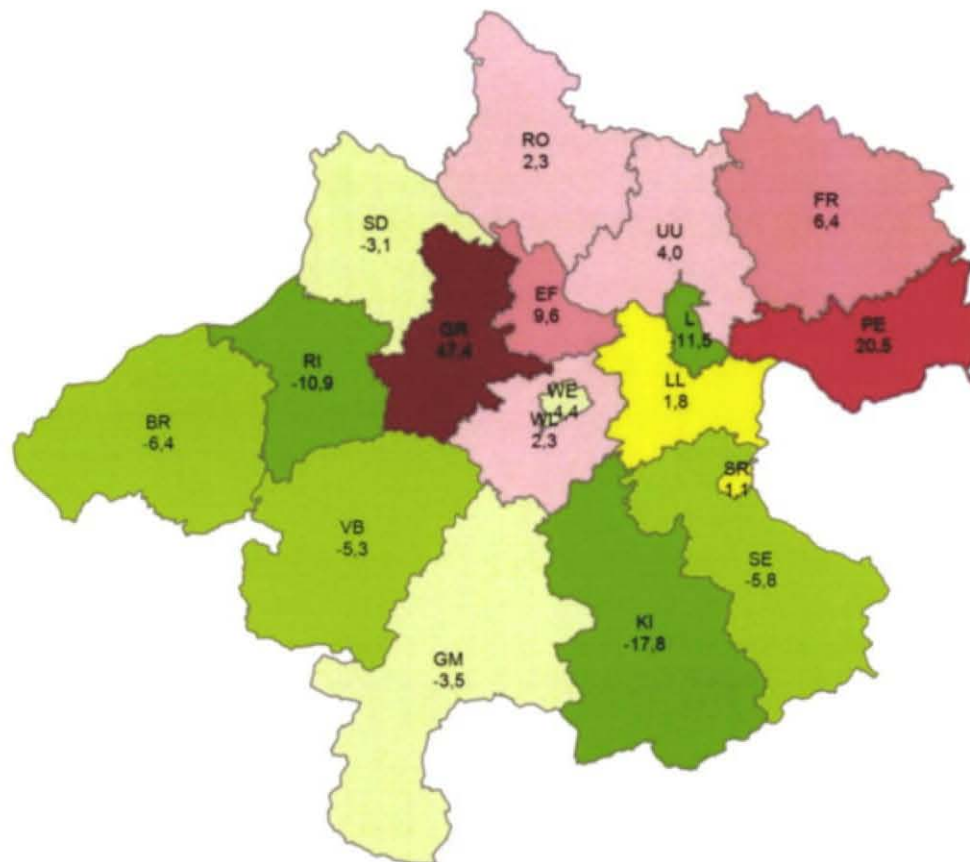 RO
2,3
FR
6,4
SD
-3,1
UU
4,0
EF
9,6
L
-11,5
GR
47,4
PE
20,5
RI
-10,9
LL
1,8
WE
-4,4
WL
2,3
BR
-6,4
SR
1,1
VB
-5,3
SE
-5,8
KI
-17,8
GM
-3,5